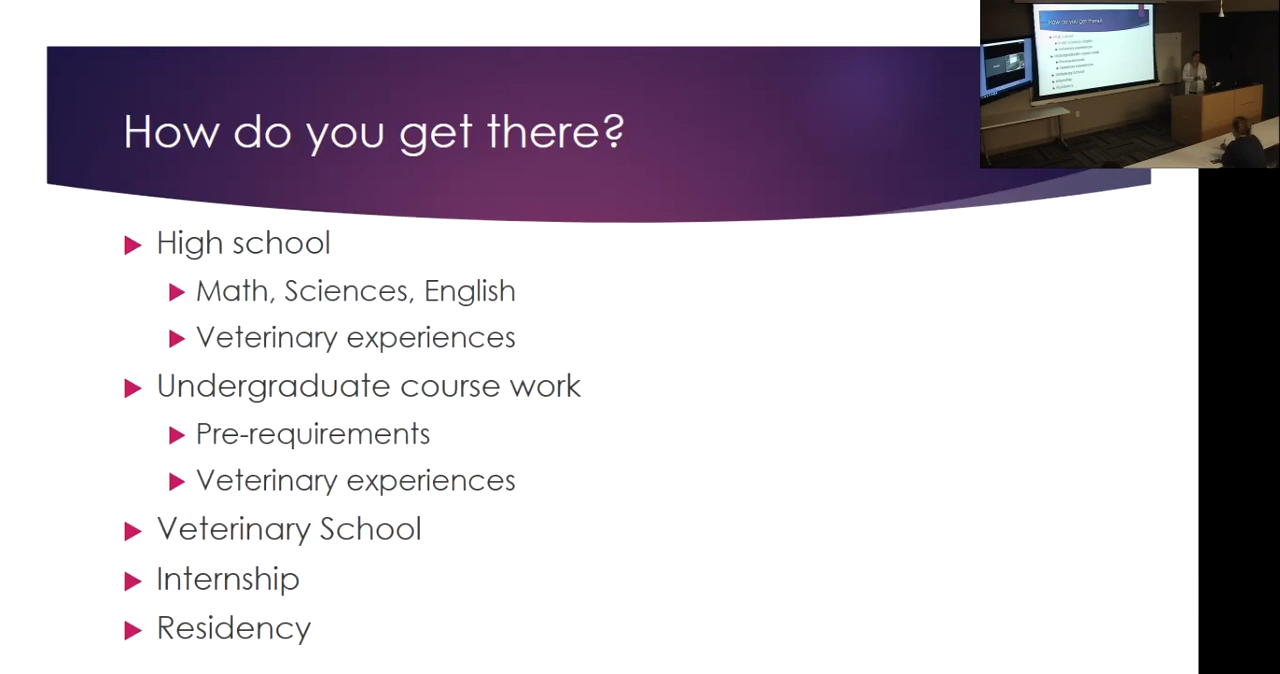 How do you get there?
High school
Math, Sciences, English
Veterinary experiences
Undergraduate course work
Pre-requirements
Veterinary experiences
Veterinary School
Internship
Residency